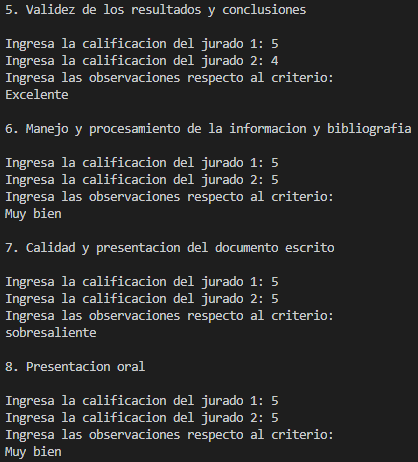 5. Validez de los resultados y conclusiones
Ingresa la calificacion del jurado 1: 5
Ingresa la calificacion del jurado 2: 4
Ingresa las observaciones respecto al criterio:
Excelente
6. Manejo y procesamiento de la informacion y bibliografia
Ingresa la calificacion del jurado 1: 5
Ingresa la calificacion del jurado 2: 5
Ingresa las observaciones respecto al criterio:
Muy bien
7. Calidad y presentacion del documento escrito
Ingresa la calificacion del jurado 1: 5
Ingresa la calificacion del jurado 2: 5
Ingresa las observaciones respecto al criterio:
sobresaliente
8. Presentacion oral
Ingresa la calificacion del jurado 1: 5
Ingresa la calificacion del jurado 2: 5
Ingresa las observaciones respecto al criterio:
Muy bien